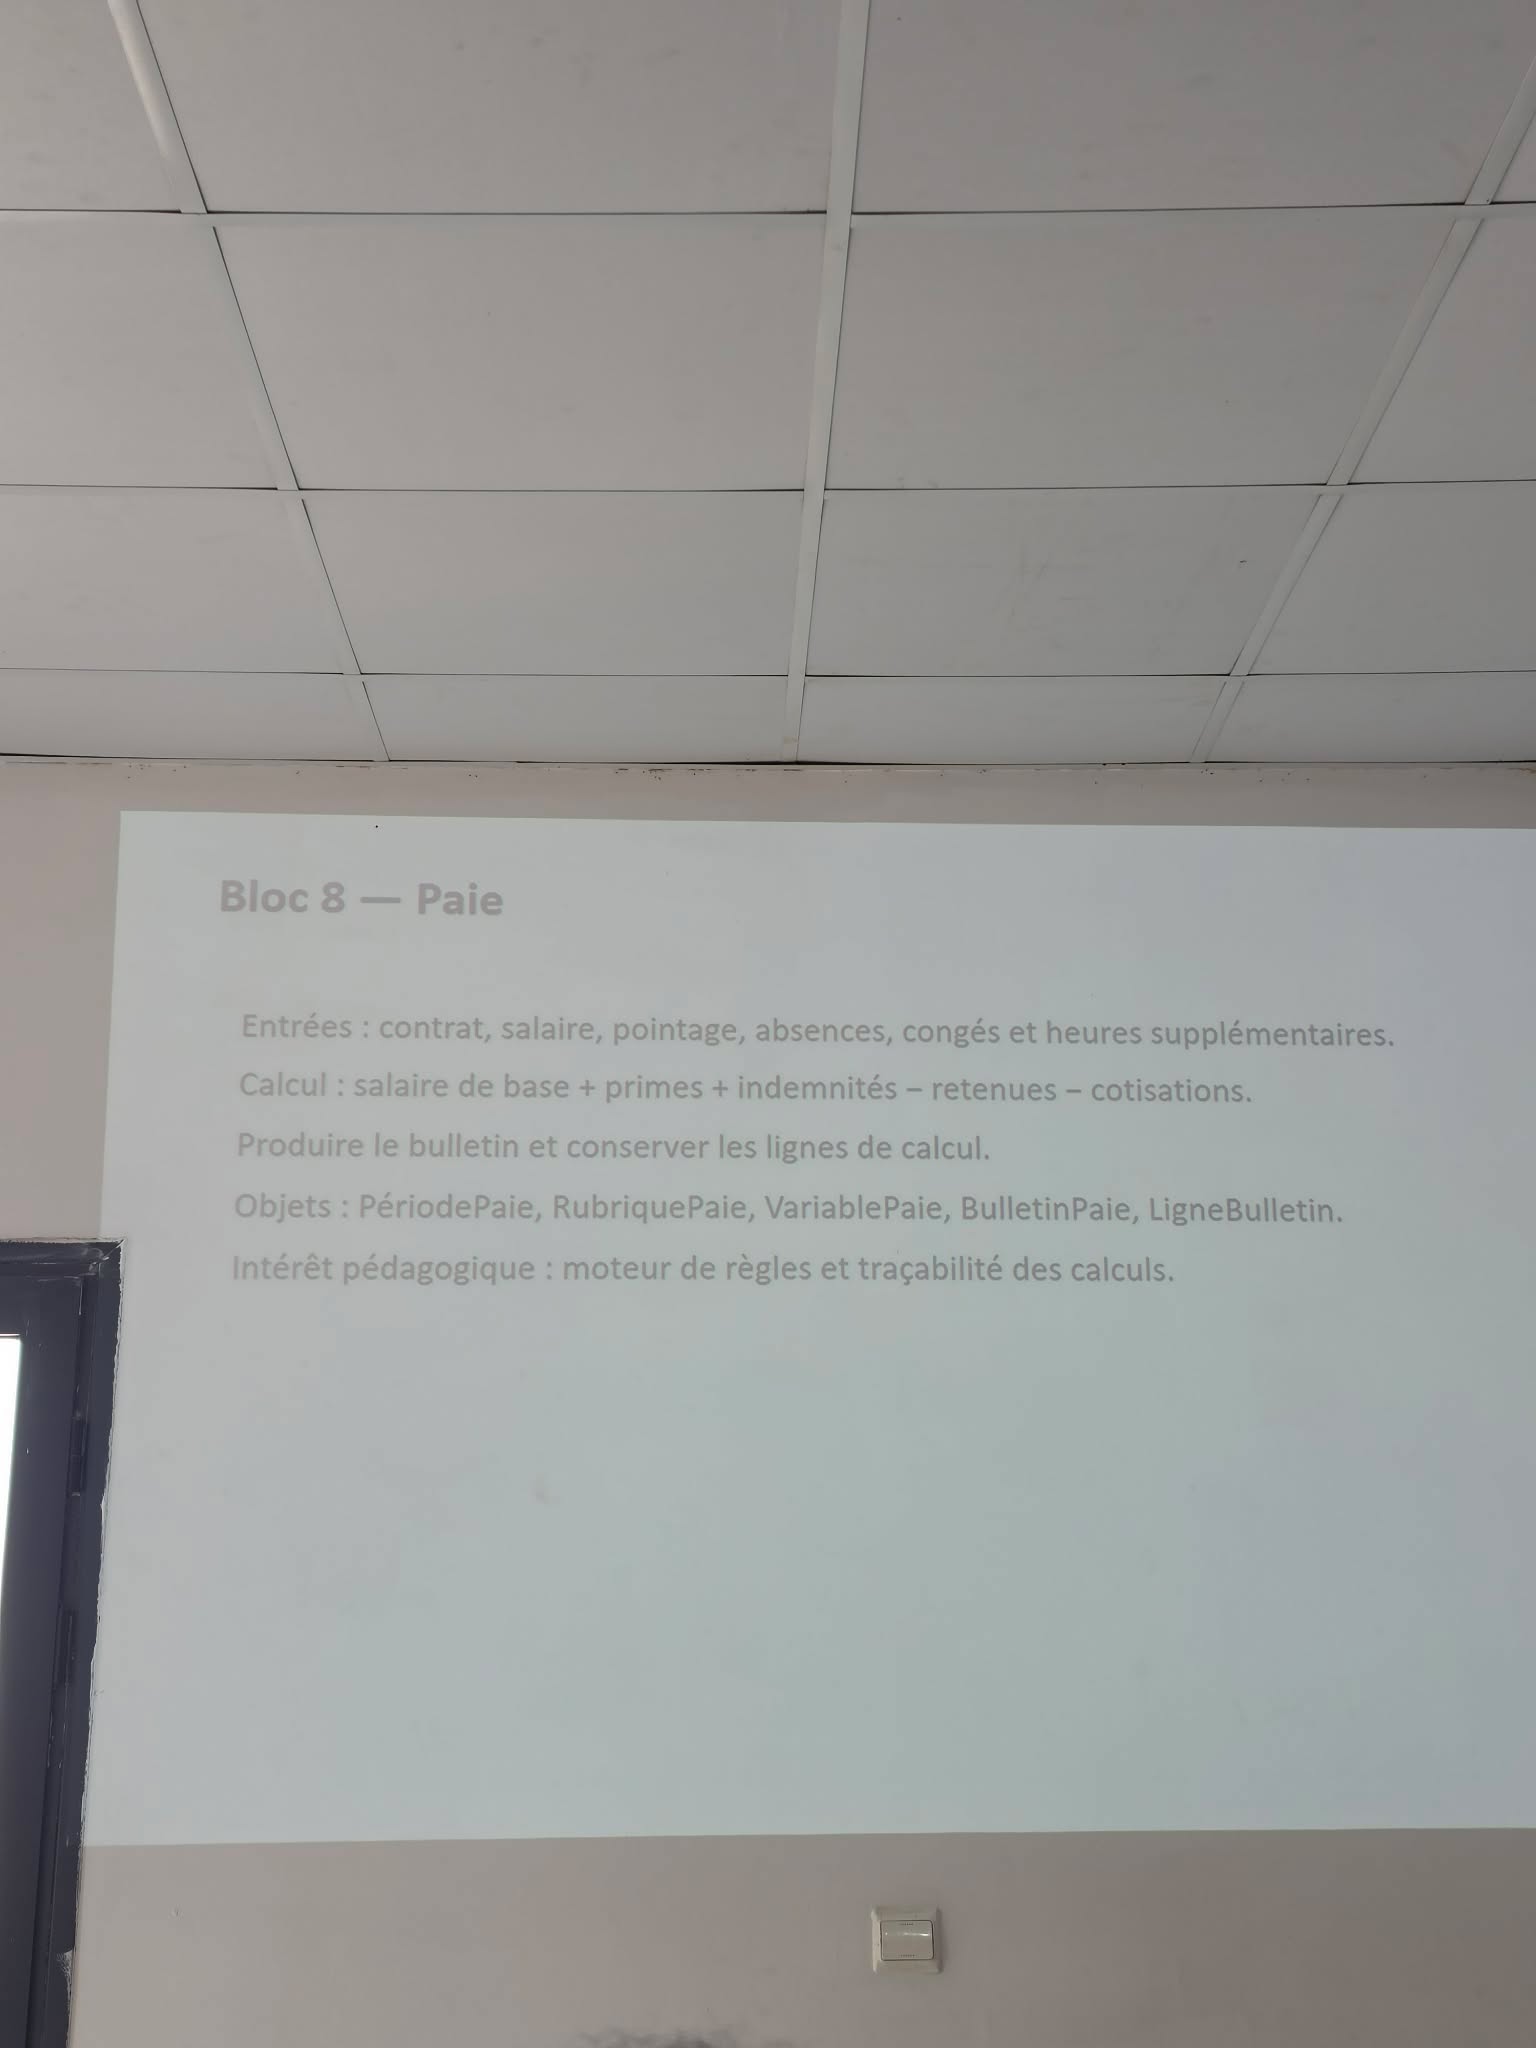 Bloc 8 — Paie
Entrées : contrat, salaire, pointage, absences, congés et heures supplémentaires.
Calcul : salaire de base + primes + indemnités – retenues – cotisations.
Produire le bulletin et conserver les lignes de calcul.
Objets : PériodePaie, RubriquePaie, VariablePaie, BulletinPaie, LigneBulletin.
Intérêt pédagogique : moteur de règles et traçabilité des calculs.